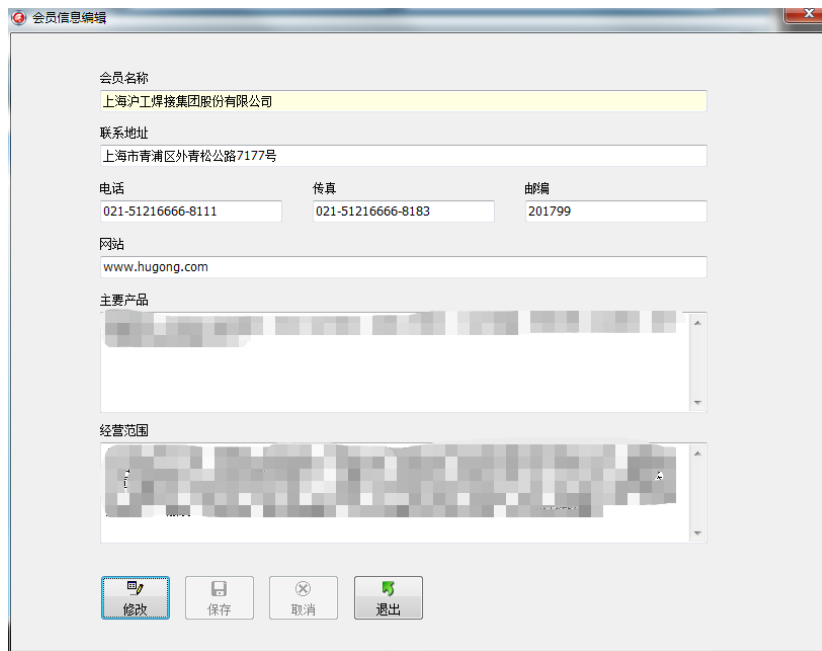 会员信息编辑
会员名称
上海沪工焊接集团股份有限公司
联系地址
上海市青浦区外青松公路7177号
电话 传真 邮编
021-51216666-8111 021-51216666-8183 201799
网站
www.hugong.com
主要产品
经营范围
修改 保存 取消 退出